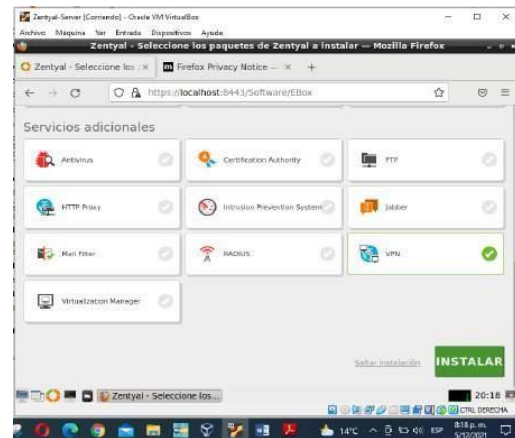 Zentyal-Server [Corriendo] - Oracle VM VirtualBox
Archivo Máquina Ver Entrada Dispositivos Ayuda
Zentyal - Seleccione los paquetes de Zentyal a instalar — Mozilla Firefox
Zentyal - Seleccione los × Firefox Privacy Notice — × +
https://localhost:8443/Software/EBox
Servicios adicionales
Antivirus Certification Authority FTP
HTTP Proxy Intrusion Prevention System Jabber
Mail Filter RADIUS VPN
Virtualization Manager
Saltar instalación INSTALAR
Zentyal - Seleccione los... 20:18
CTRL DERECHA
14°C ESP 8:18 p. m.
5/12/2021